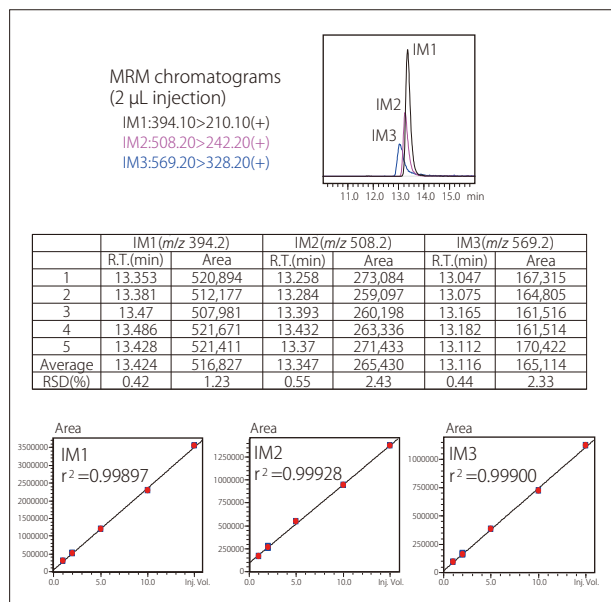 MRM chromatograms
(2 µL injection)
IM1:394.10>210.10(+)
IM2:508.20>242.20(+)
IM3:569.20>328.20(+)
IM1
IM2
IM3
11.0 12.0 13.0 14.0 15.0 min
IM1(m/z 394.2) IM2(m/z 508.2) IM3(m/z 569.2)
R.T.(min) Area R.T.(min) Area R.T.(min) Area
1 13.353 520,894 13.258 273,084 13.047 167,315
2 13.381 512,177 13.284 259,097 13.075 164,805
3 13.47 507,981 13.393 260,198 13.165 161,516
4 13.486 521,671 13.432 263,336 13.182 161,514
5 13.428 521,411 13.37 271,433 13.112 170,422
Average 13.424 516,827 13.347 265,430 13.116 165,114
RSD(%) 0.42 1.23 0.55 2.43 0.44 2.33
Area
IM1
r²=0.99897
3500000
3000000
2500000
2000000
1500000
1000000
500000
0
0.0 5.0 10.0 Inj. Vol.
Area
IM2
r²=0.99928
1250000
1000000
750000
500000
250000
0
0.0 5.0 10.0 Inj. Vol.
Area
IM3
r²=0.99900
1000000
750000
500000
250000
0
0.0 5.0 10.0 Inj. Vol.